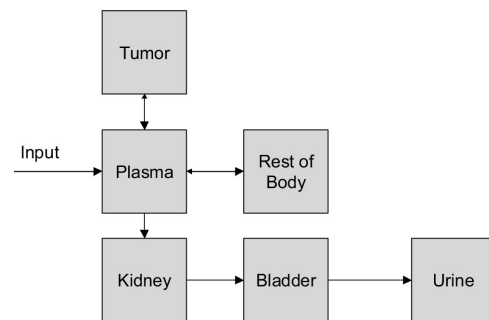 Tumor
Input
Plasma
Rest of
Body
Kidney
Bladder
Urine